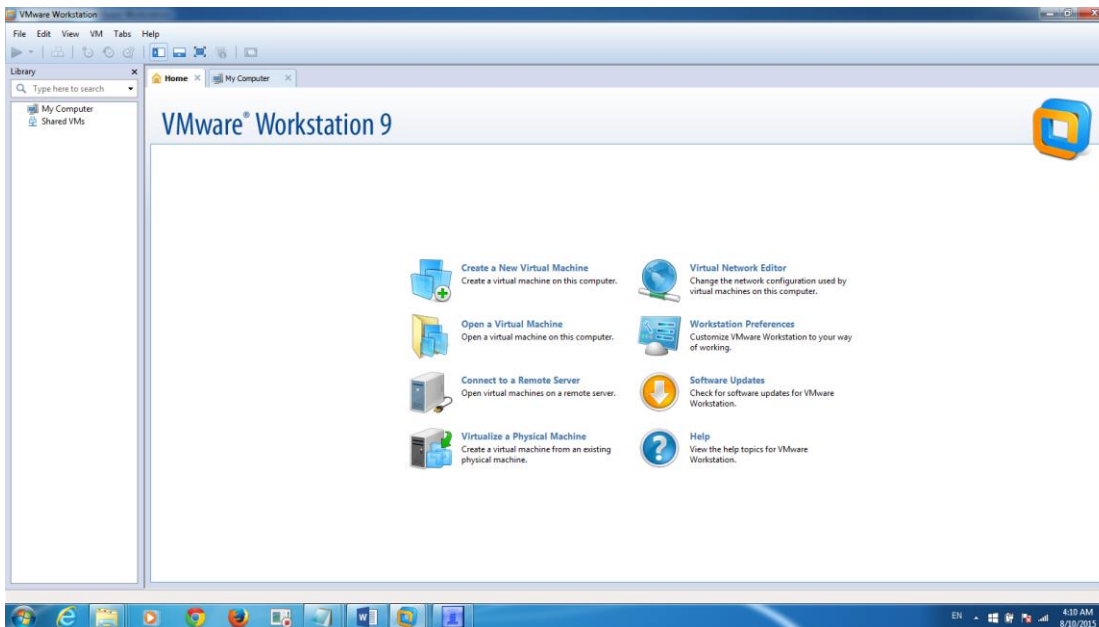 VMware Workstation
File Edit View VM Tabs Help
Library x
Type here to search
My Computer
Shared VMs
Home My Computer
VMware® Workstation 9
Create a New Virtual Machine
Create a virtual machine on this computer.
Open a Virtual Machine
Open a virtual machine on this computer.
Connect to a Remote Server
Open virtual machines on a remote server.
Virtualize a Physical Machine
Create a virtual machine from an existing
physical machine.
Virtual Network Editor
Change the network configuration used by
virtual machines on this computer.
Workstation Preferences
Customize VMware Workstation to your way
of working.
Software Updates
Check for software updates for VMware
Workstation.
Help
View the help topics for VMware
Workstation.
EN 4:10 AM
8/10/2015